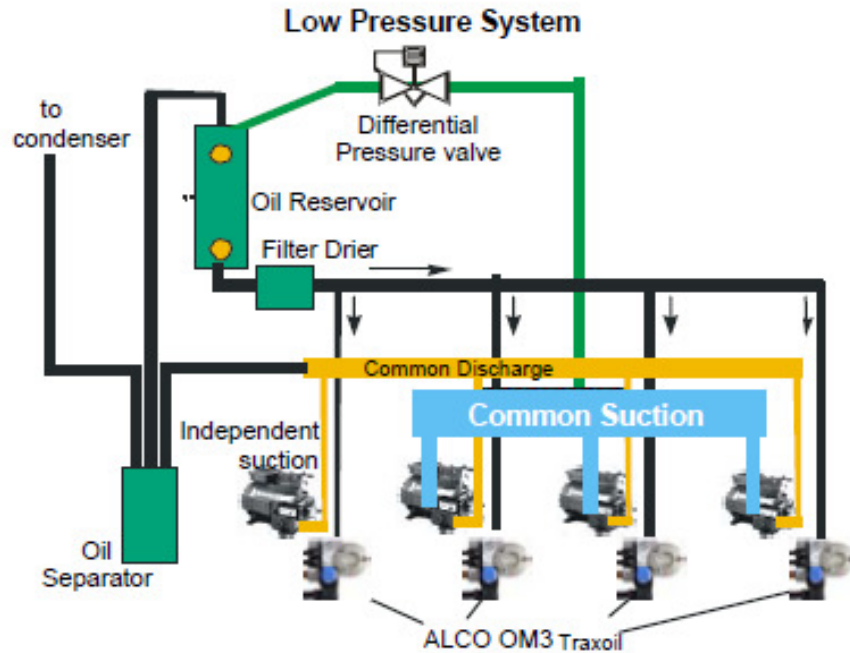 Low Pressure System
to
condenser
Differential
Pressure valve
Oil Reservoir
Filter Drier
Common Discharge
Common Suction
Independent
suction
Oil
Separator
ALCO OM3 Traxoil